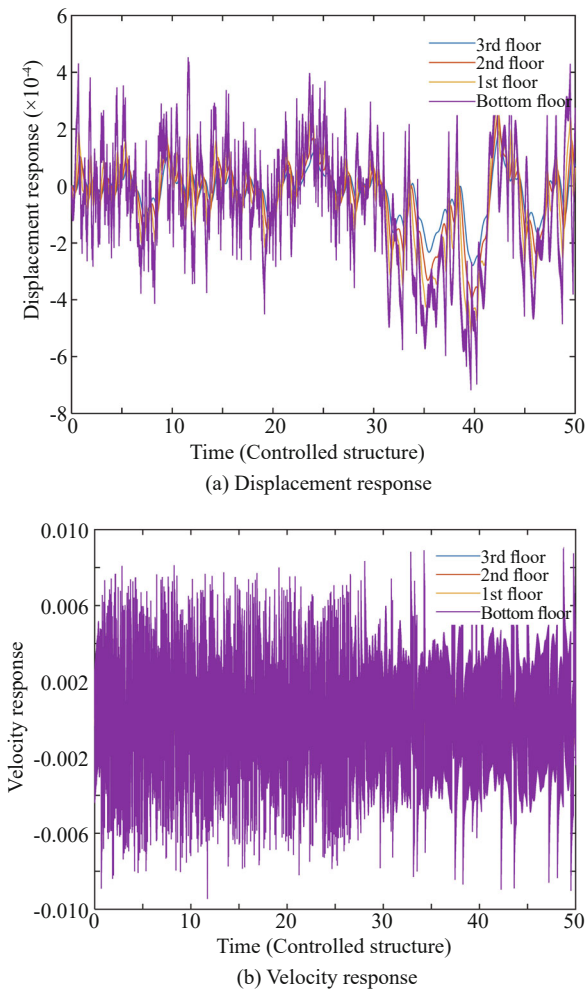 6
4
2
0
-2
-4
-6
-8
Displacement response (×10⁻⁴)
3rd floor
2nd floor
1st floor
Bottom floor
0 10 20 30 40 50
Time (Controlled structure)
(a) Displacement response
0.010
0.006
0.002
-0.002
-0.006
-0.010
Velocity response
3rd floor
2nd floor
1st floor
Bottom floor
0 10 20 30 40 50
Time (Controlled structure)
(b) Velocity response